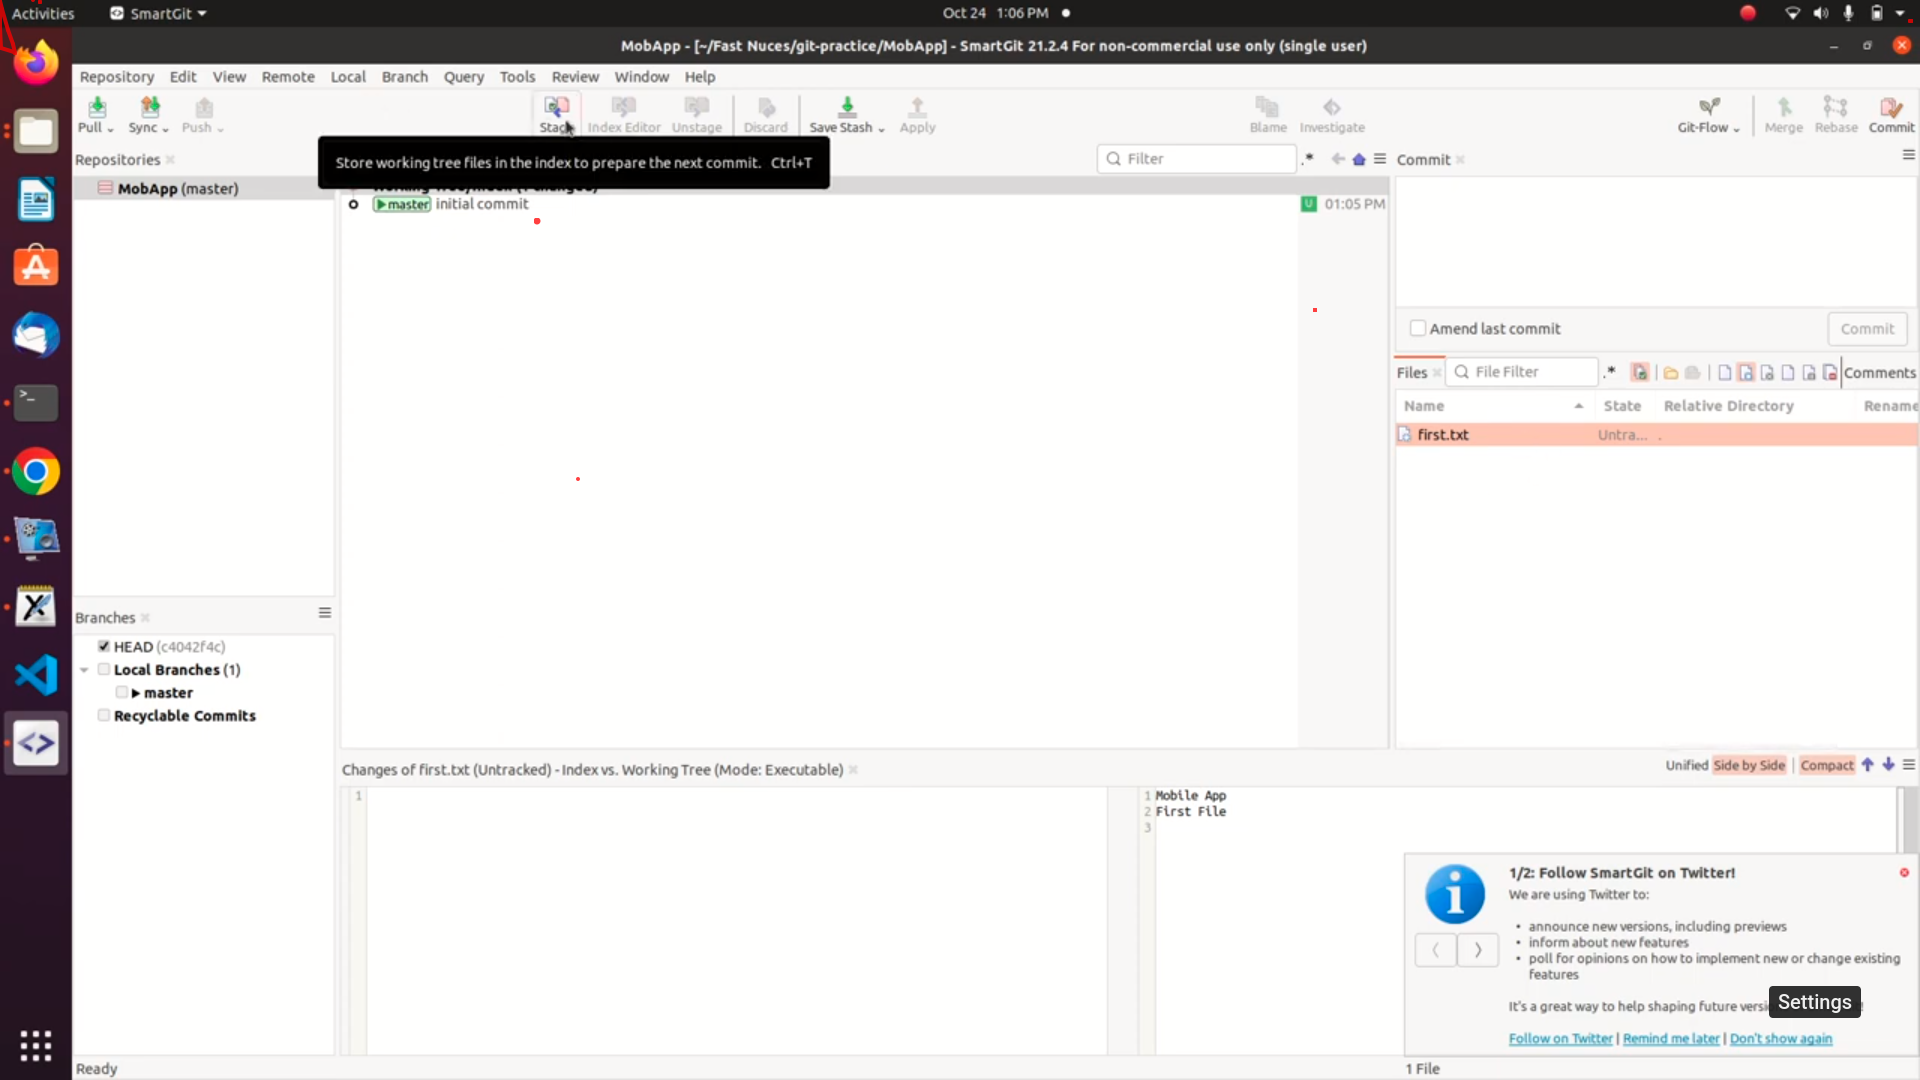 Activities
SmartGit
Oct 24 1:06 PM
MobApp - [~/Fast Nuces/git-practice/MobApp] - SmartGit 21.2.4 For non-commercial use only (single user)
Repository Edit View Remote Local Branch Query Tools Review Window Help
Pull Sync Push Index Editor Unstage Discard Save Stash Apply Blame Investigate Git-Flow Merge Rebase Commit
Repositories
Store working tree files in the index to prepare the next commit. Ctrl+T
Filter
.*
Commit
MobApp (master)
master initial commit
U 01:05 PM
Amend last commit
Commit
Files
File Filter
.*
Comments
Name State Relative Directory Rename
first.txt Untra... .
Branches
HEAD (c4042f4c)
Local Branches (1)
master
Recyclable Commits
Changes of first.txt (Untracked) - Index vs. Working Tree (Mode: Executable)
Unified Side by Side | Compact
1
1 Mobile App
2 First File
3
1/2: Follow SmartGit on Twitter!
We are using Twitter to:
• announce new versions, including previews
• inform about new features
• poll for opinions on how to implement new or change existing
features
It's a great way to help shaping future
Settings
Follow on Twitter | Remind me later | Don't show again
Ready
1 File